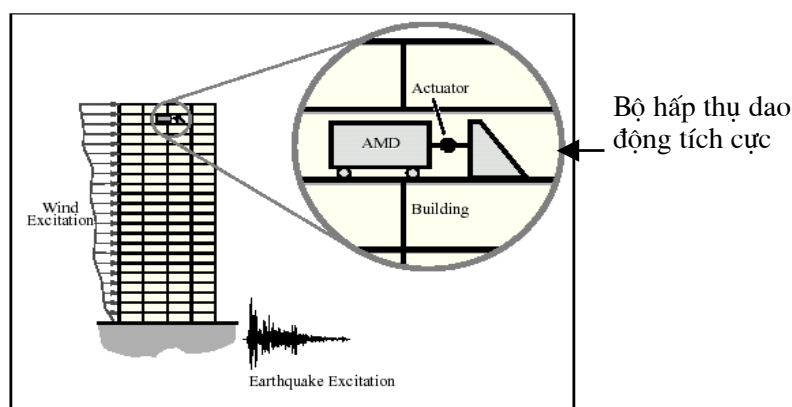 Actuator
AMD
Building
Wind
Excitation
Earthquake Excitation
Bộ hấp thụ dao
động tích cực